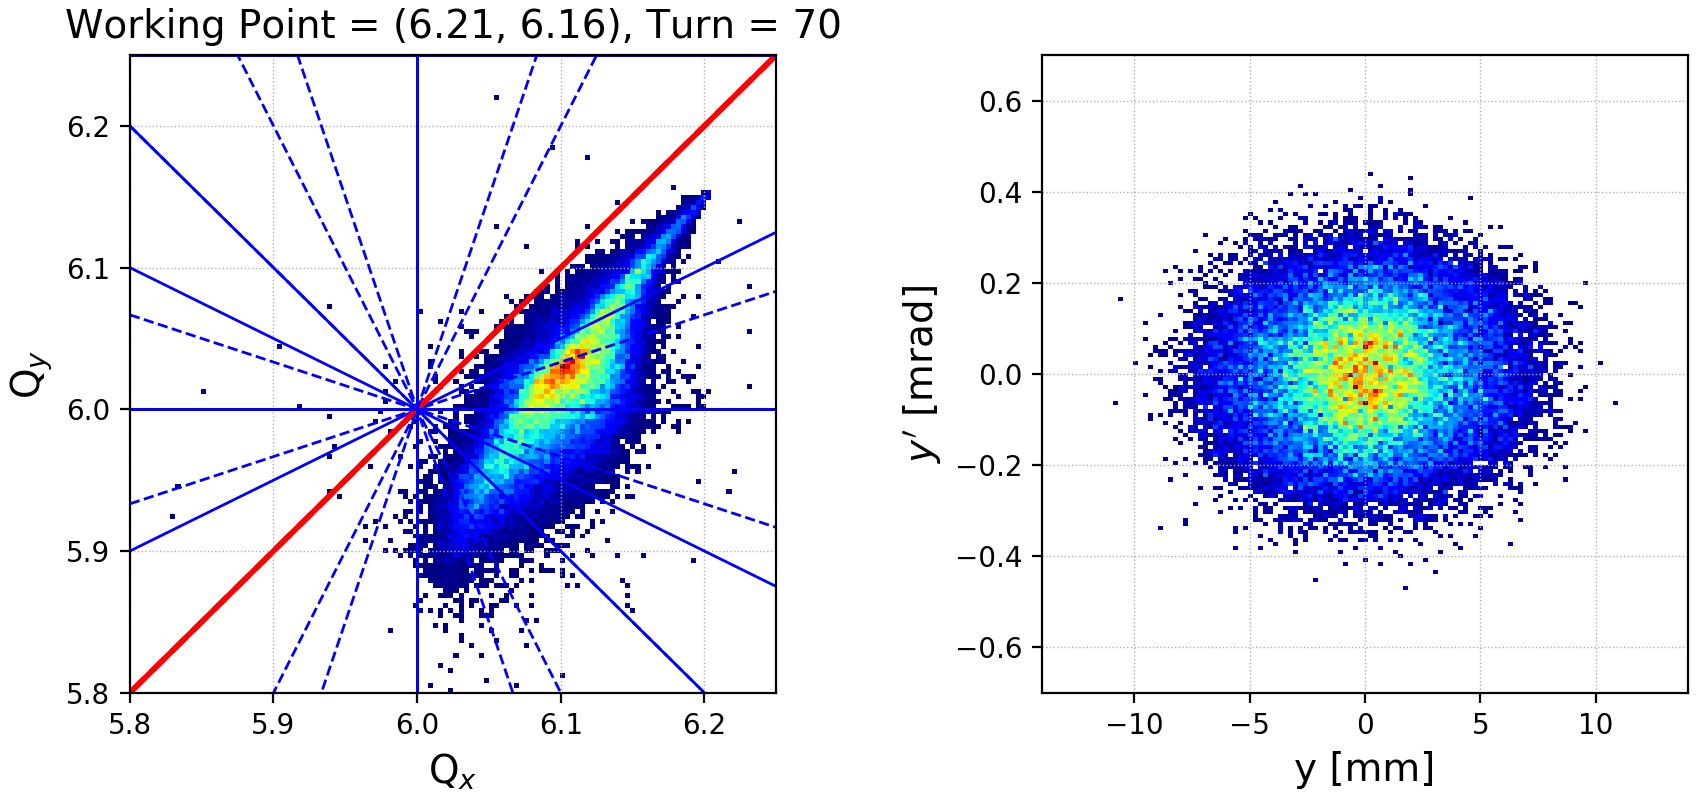 Working Point = (6.21, 6.16), Turn = 70
6.2
6.1
6.0
5.9
5.8
Qy
5.8 5.9 6.0 6.1 6.2
Qx
0.6
0.4
0.2
0.0
−0.2
−0.4
−0.6
y′ [mrad]
−10 −5 0 5 10
y [mm]